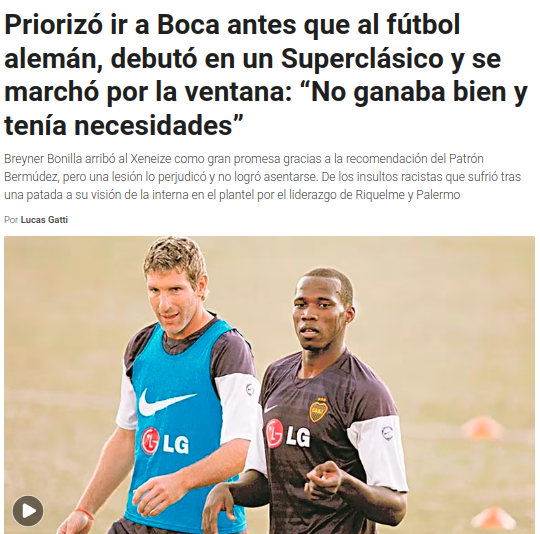 Priorizó ir a Boca antes que al fútbol
alemán, debutó en un Superclásico y se
marchó por la ventana: “No ganaba bien y
tenía necesidades”
Breyner Bonilla arribó al Xeneize como gran promesa gracias a la recomendación del Patrón
Bermúdez, pero una lesión lo perjudicó y no logró asentarse. De los insultos racistas que sufrió tras
una patada a su visión de la interna en el plantel por el liderazgo de Riquelme y Palermo
Por Lucas Gatti
LG
LG